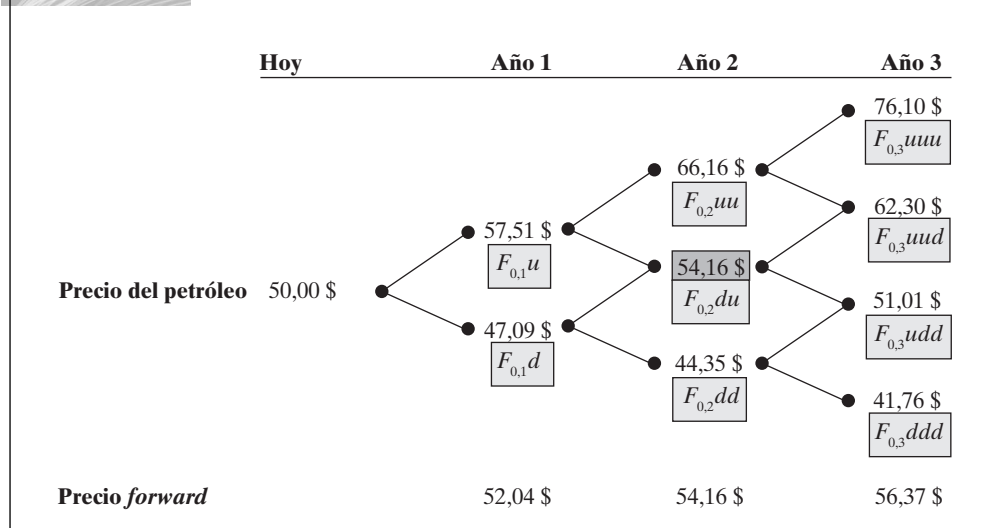 Hoy Año 1 Año 2 Año 3
76,10 $
F0,3uuu
66,16 $
F0,2uu
62,30 $
F0,3uud
57,51 $
F0,1u
54,16 $
F0,2du
Precio del petróleo 50,00 $
51,01 $
F0,3udd
47,09 $
F0,1d
44,35 $
F0,2dd
41,76 $
F0,3ddd
Precio forward 52,04 $ 54,16 $ 56,37 $